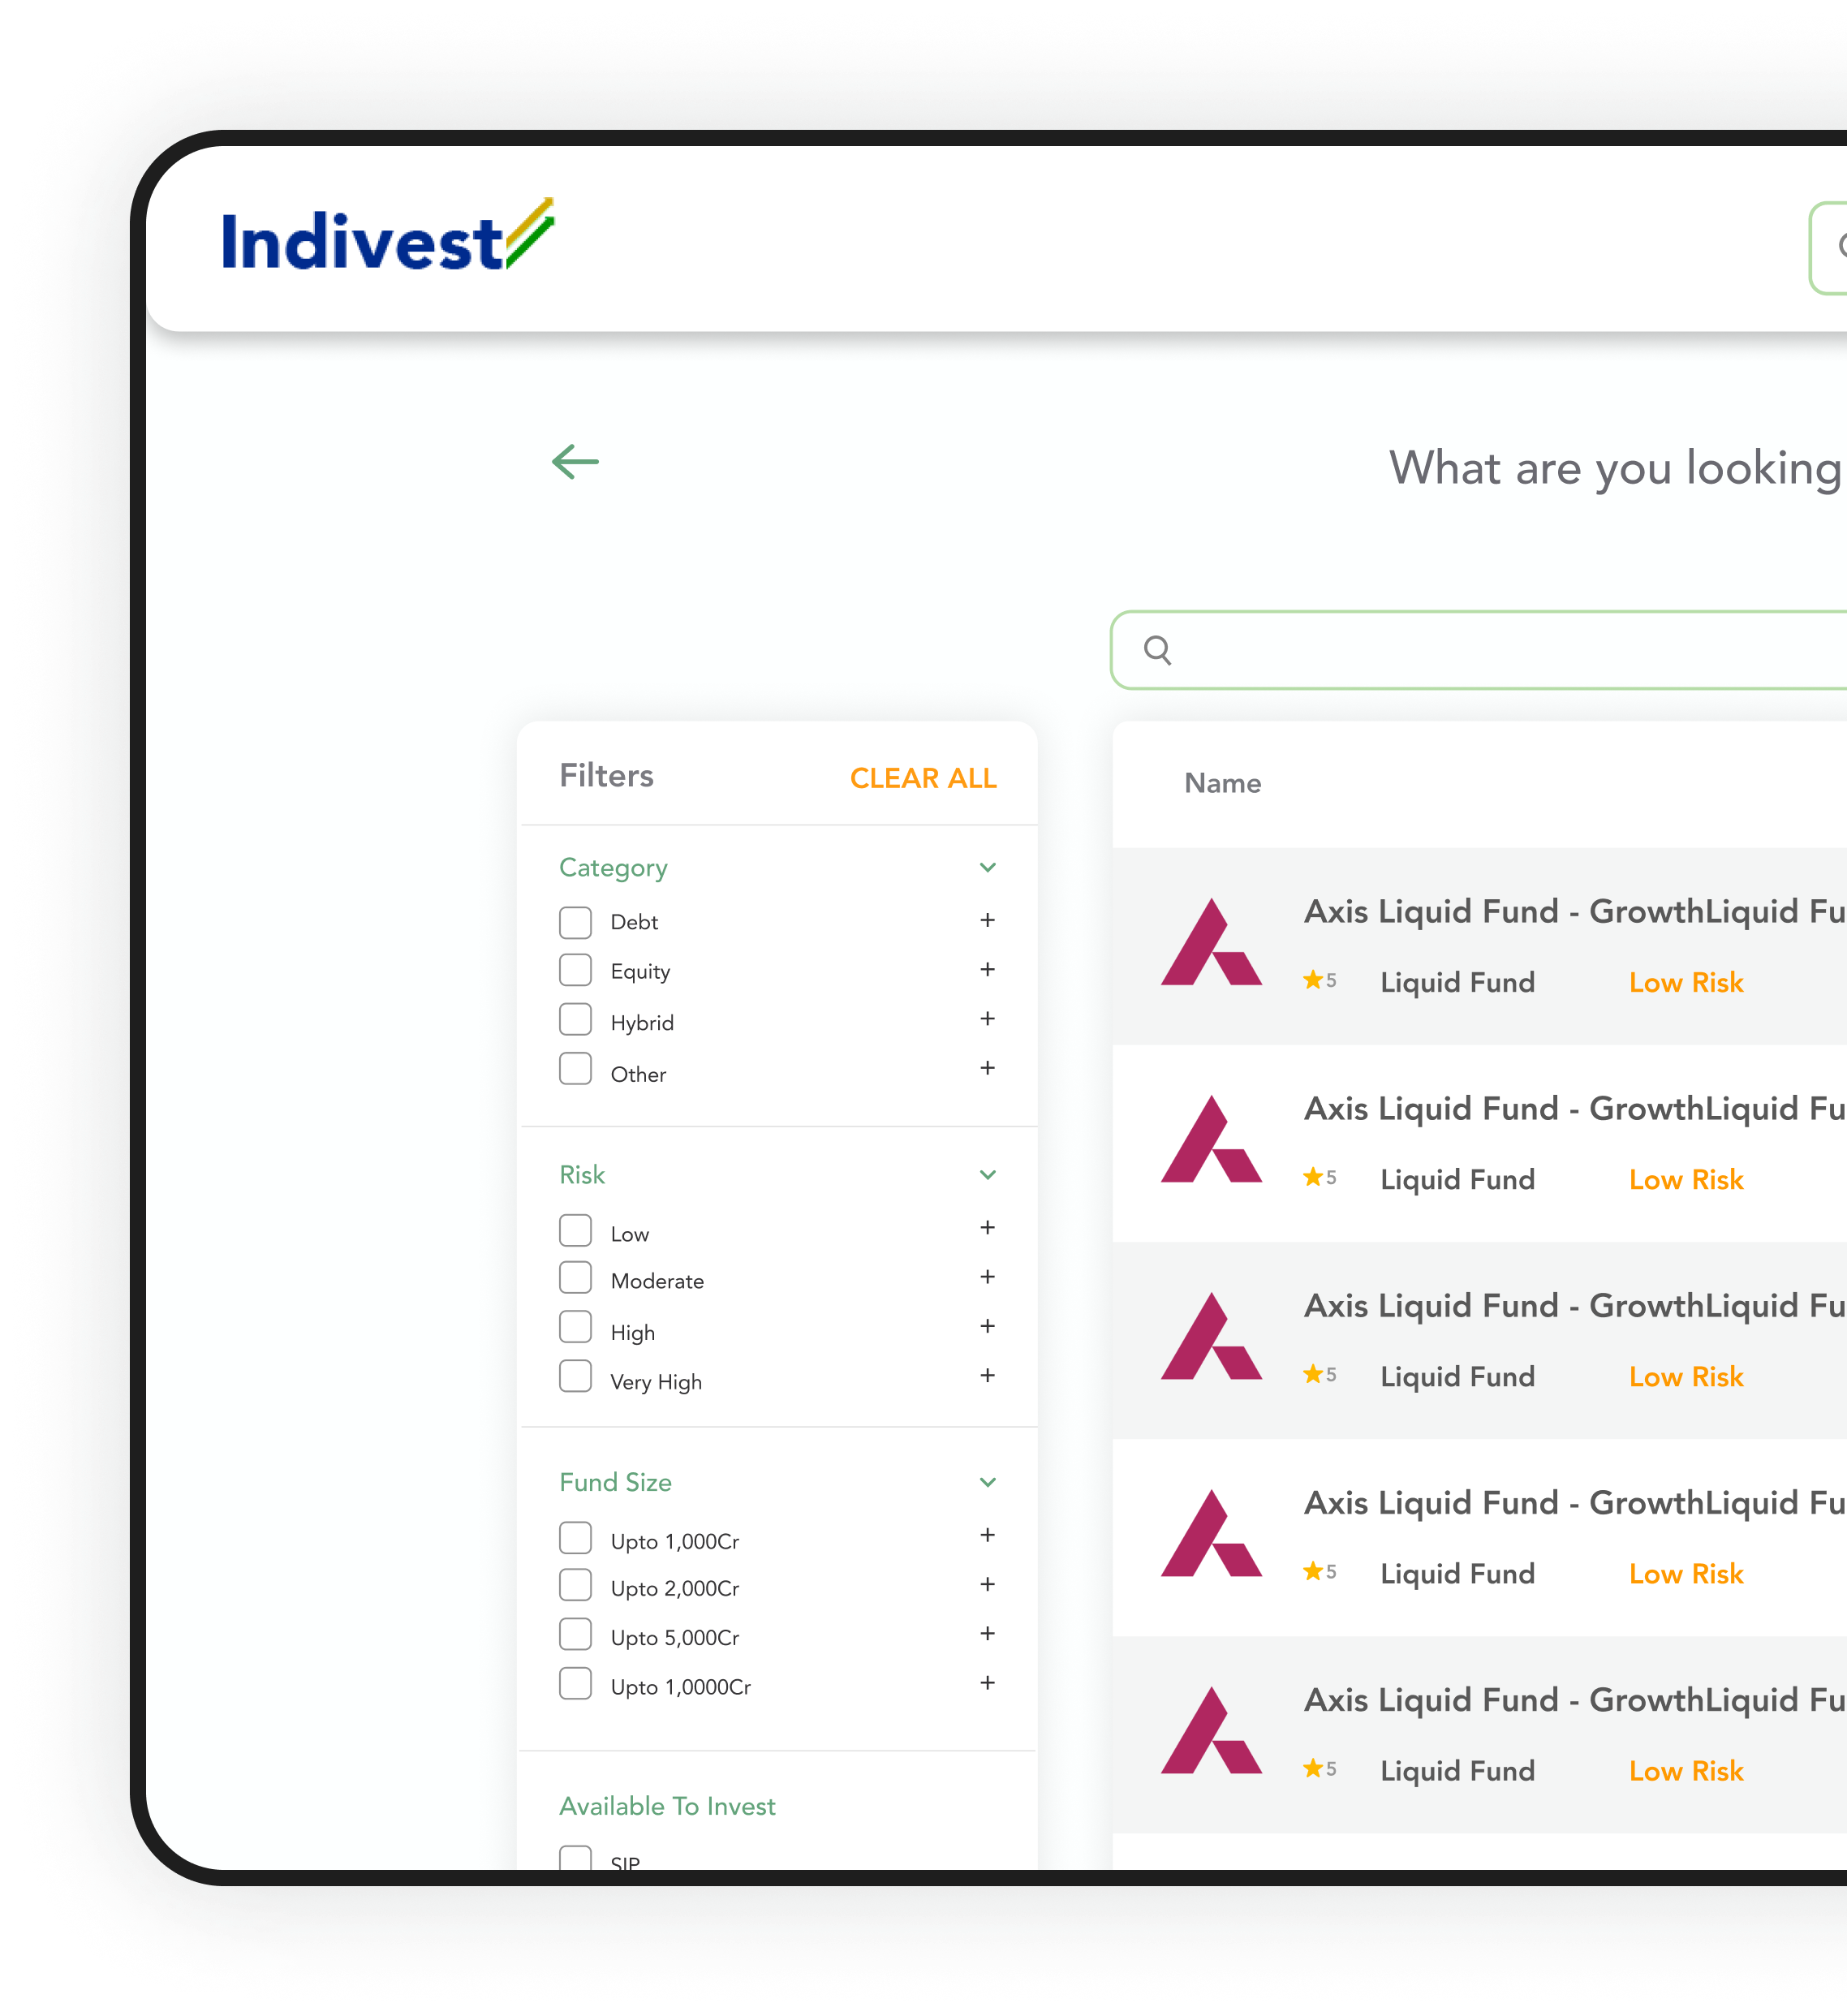 Indivest
What are you looking
Filters
CLEAR ALL
Category
Debt +
Equity +
Hybrid +
Other +
Risk
Low +
Moderate +
High +
Very High +
Fund Size
Upto 1,000Cr +
Upto 2,000Cr +
Upto 5,000Cr +
Upto 1,0000Cr +
Available To Invest
SIP
Name
Axis Liquid Fund - GrowthLiquid Fu
5 Liquid Fund Low Risk
Axis Liquid Fund - GrowthLiquid Fu
5 Liquid Fund Low Risk
Axis Liquid Fund - GrowthLiquid Fu
5 Liquid Fund Low Risk
Axis Liquid Fund - GrowthLiquid Fu
5 Liquid Fund Low Risk
Axis Liquid Fund - GrowthLiquid Fu
5 Liquid Fund Low Risk